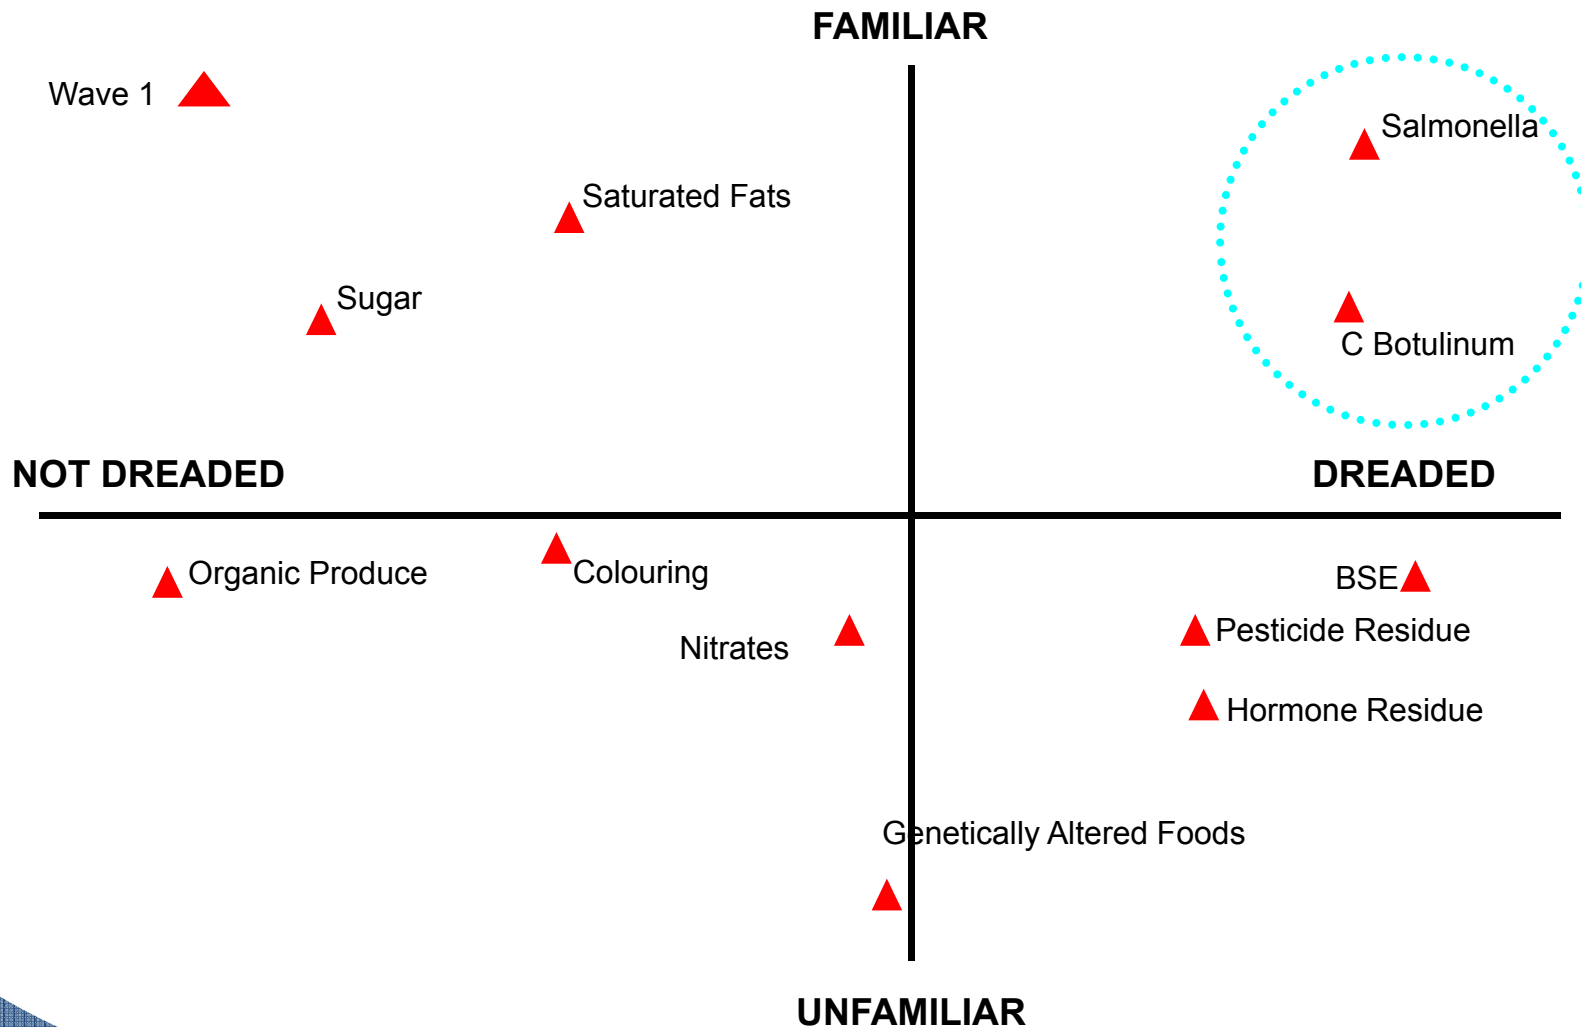 FAMILIAR
Wave 1
Salmonella
Saturated Fats
Sugar
C Botulinum
NOT DREADED
DREADED
Organic Produce
Colouring
BSE
Nitrates
Pesticide Residue
Hormone Residue
Genetically Altered Foods
UNFAMILIAR